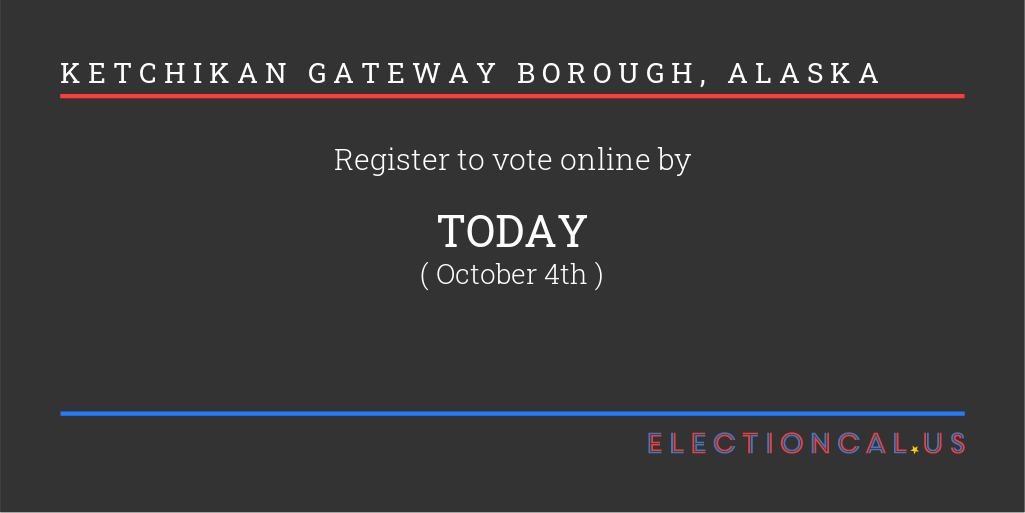 KETCHIKAN GATEWAY BOROUGH, ALASKA
Register to vote online by
TODAY
( October 4th )
ELECTIONCAL.US